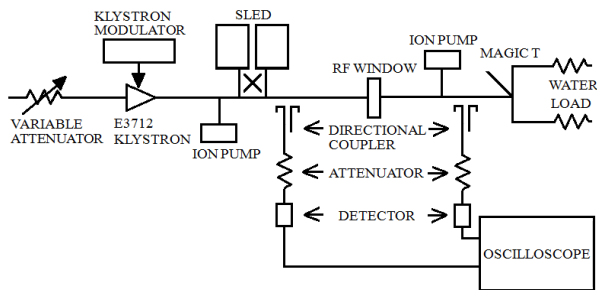 KLYSTRON
MODULATOR
SLED
ION PUMP
MAGIC T
RF WINDOW
WATER
LOAD
VARIABLE
ATTENUATOR
E3712
KLYSTRON
ION PUMP
DIRECTIONAL
COUPLER
ATTENUATOR
DETECTOR
OSCILLOSCOPE